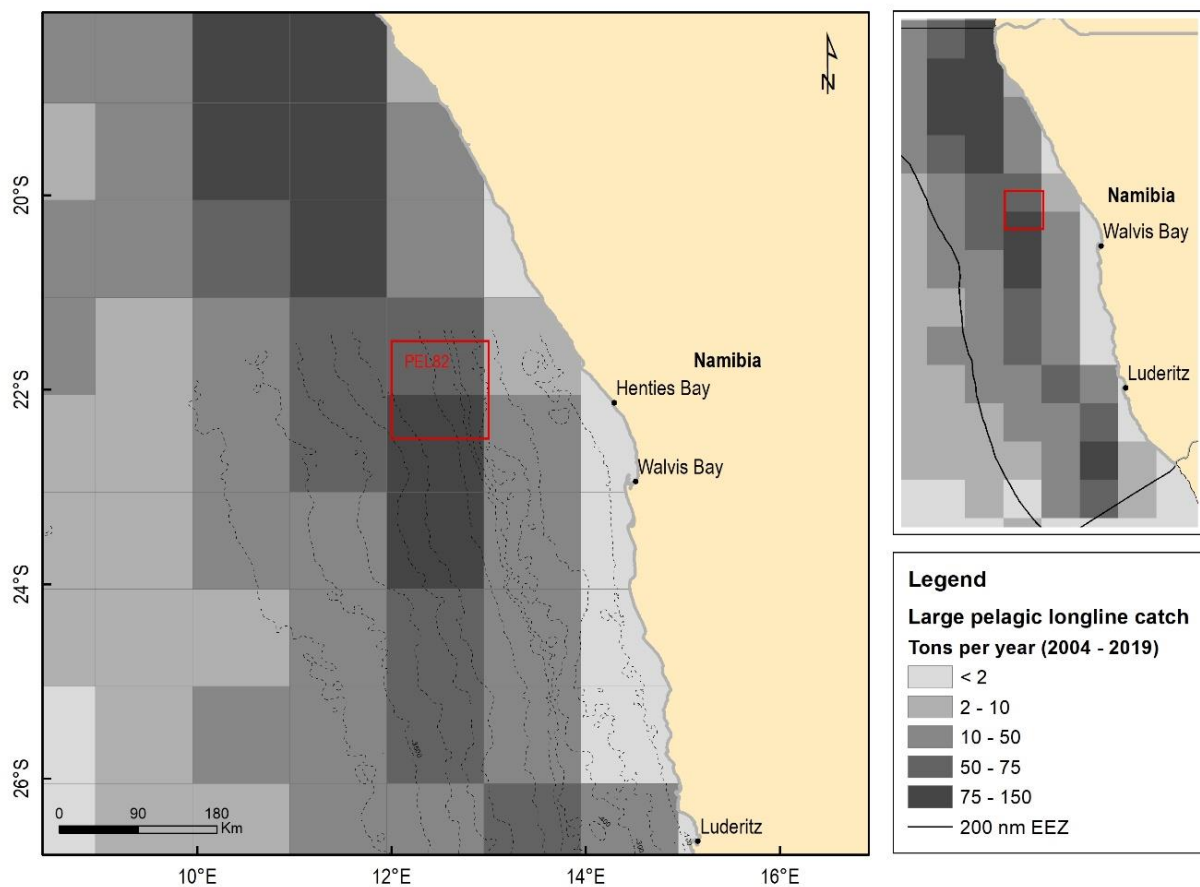 20°S
22°S
24°S
26°S
10°E
12°E
14°E
16°E
N
PEL82
Namibia
Henties Bay
Walvis Bay
Luderitz
0 90 180
Km
Namibia
Walvis Bay
Luderitz
Legend
Large pelagic longline catch
Tons per year (2004 - 2019)
< 2
2 - 10
10 - 50
50 - 75
75 - 150
200 nm EEZ